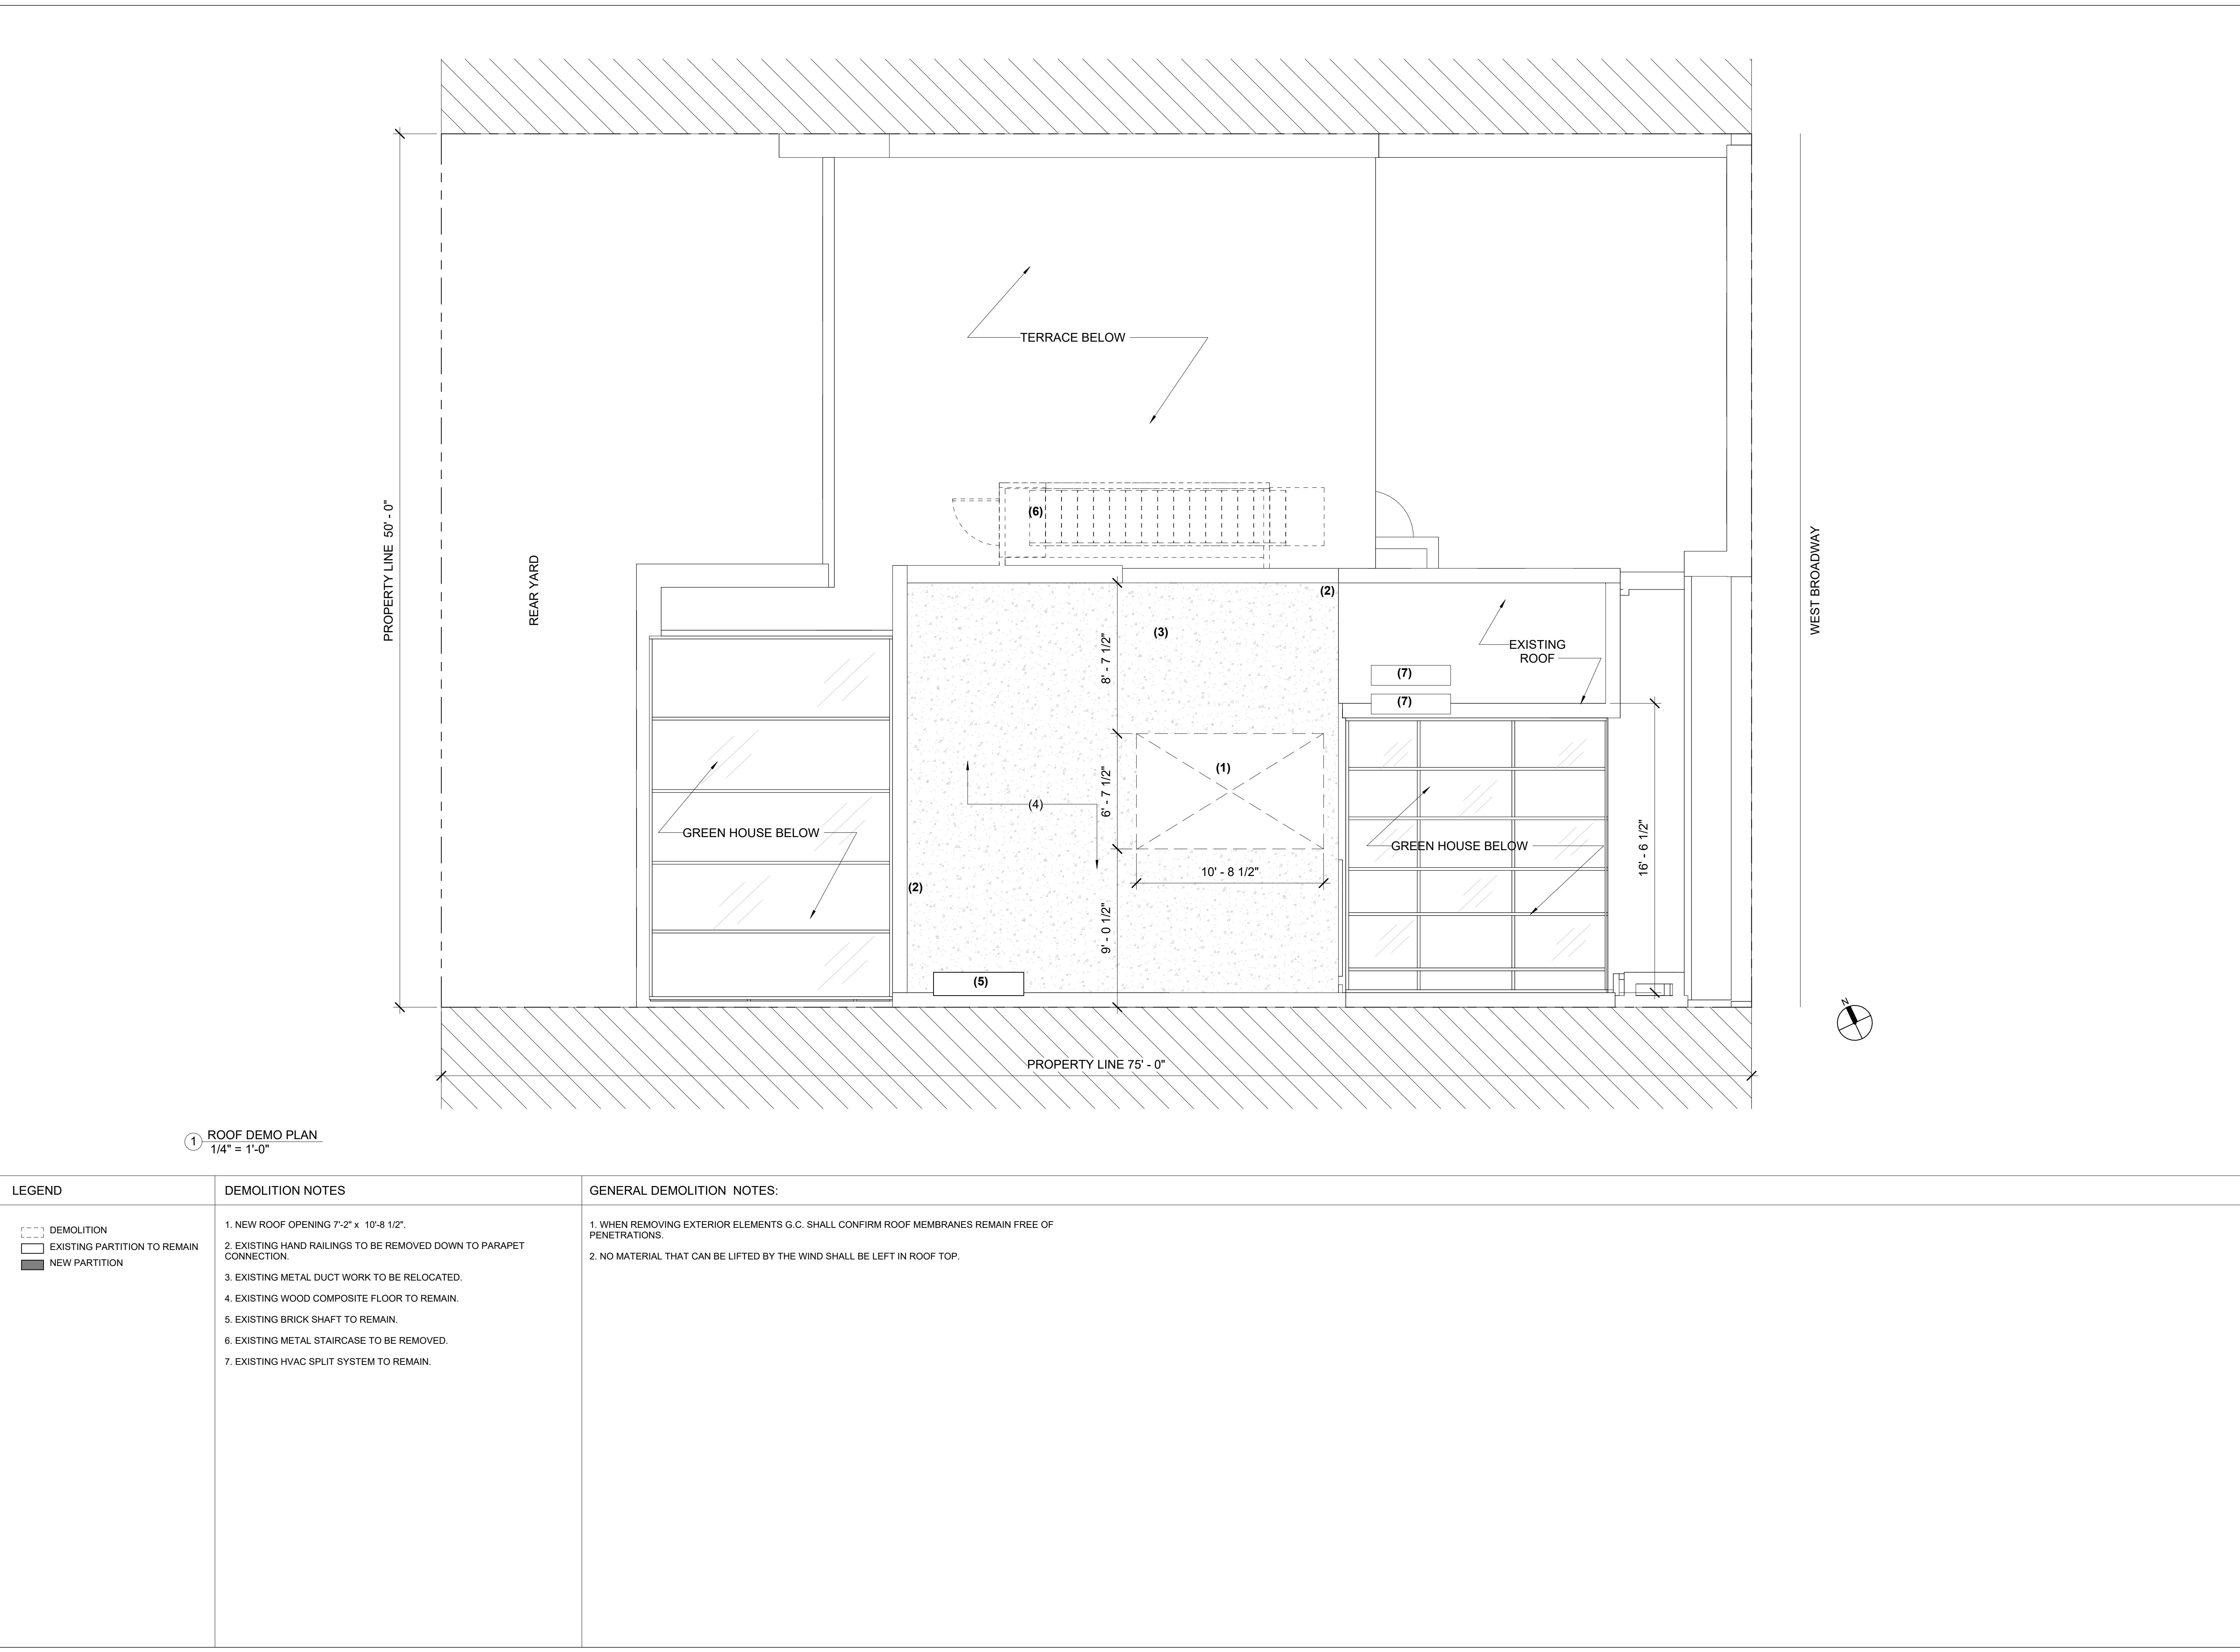 PROPERTY LINE  50' - 0"
REAR YARD
TERRACE BELOW
WEST BROADWAY
(6)
(2)
(3)
8' - 7 1/2"
EXISTING
ROOF
(7)
(7)
(1)
6' - 7 1/2"
(4)
GREEN HOUSE BELOW
GREEN HOUSE BELOW
16' - 6 1/2"
10' - 8 1/2"
(2)
9' - 0 1/2"
(5)
N
PROPERTY LINE 75' - 0"
1
ROOF DEMO PLAN
1/4" = 1'-0"
LEGEND
DEMOLITION
EXISTING PARTITION TO REMAIN
NEW PARTITION
DEMOLITION NOTES
1. NEW ROOF OPENING 7'-2" x  10'-8 1/2".
2. EXISTING HAND RAILINGS TO BE REMOVED DOWN TO PARAPET
CONNECTION.
3. EXISTING METAL DUCT WORK TO BE RELOCATED.
4. EXISTING WOOD COMPOSITE FLOOR TO REMAIN.
5. EXISTING BRICK SHAFT TO REMAIN.
6. EXISTING METAL STAIRCASE TO BE REMOVED.
7. EXISTING HVAC SPLIT SYSTEM TO REMAIN.
GENERAL DEMOLITION  NOTES:
1. WHEN REMOVING EXTERIOR ELEMENTS G.C. SHALL CONFIRM ROOF MEMBRANES REMAIN FREE OF
PENETRATIONS.
2. NO MATERIAL THAT CAN BE LIFTED BY THE WIND SHALL BE LEFT IN ROOF TOP.